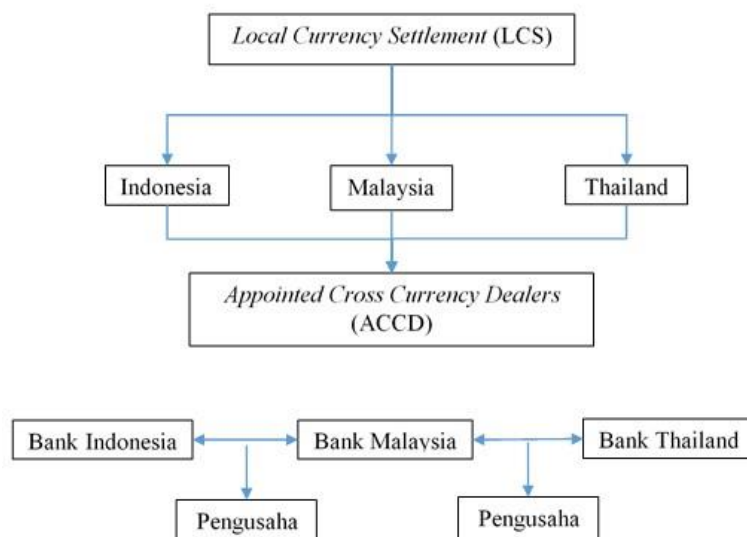 Local Currency Settlement (LCS)
Indonesia
Malaysia
Thailand
Appointed Cross Currency Dealers
(ACCD)
Bank Indonesia
Bank Malaysia
Bank Thailand
Pengusaha
Pengusaha